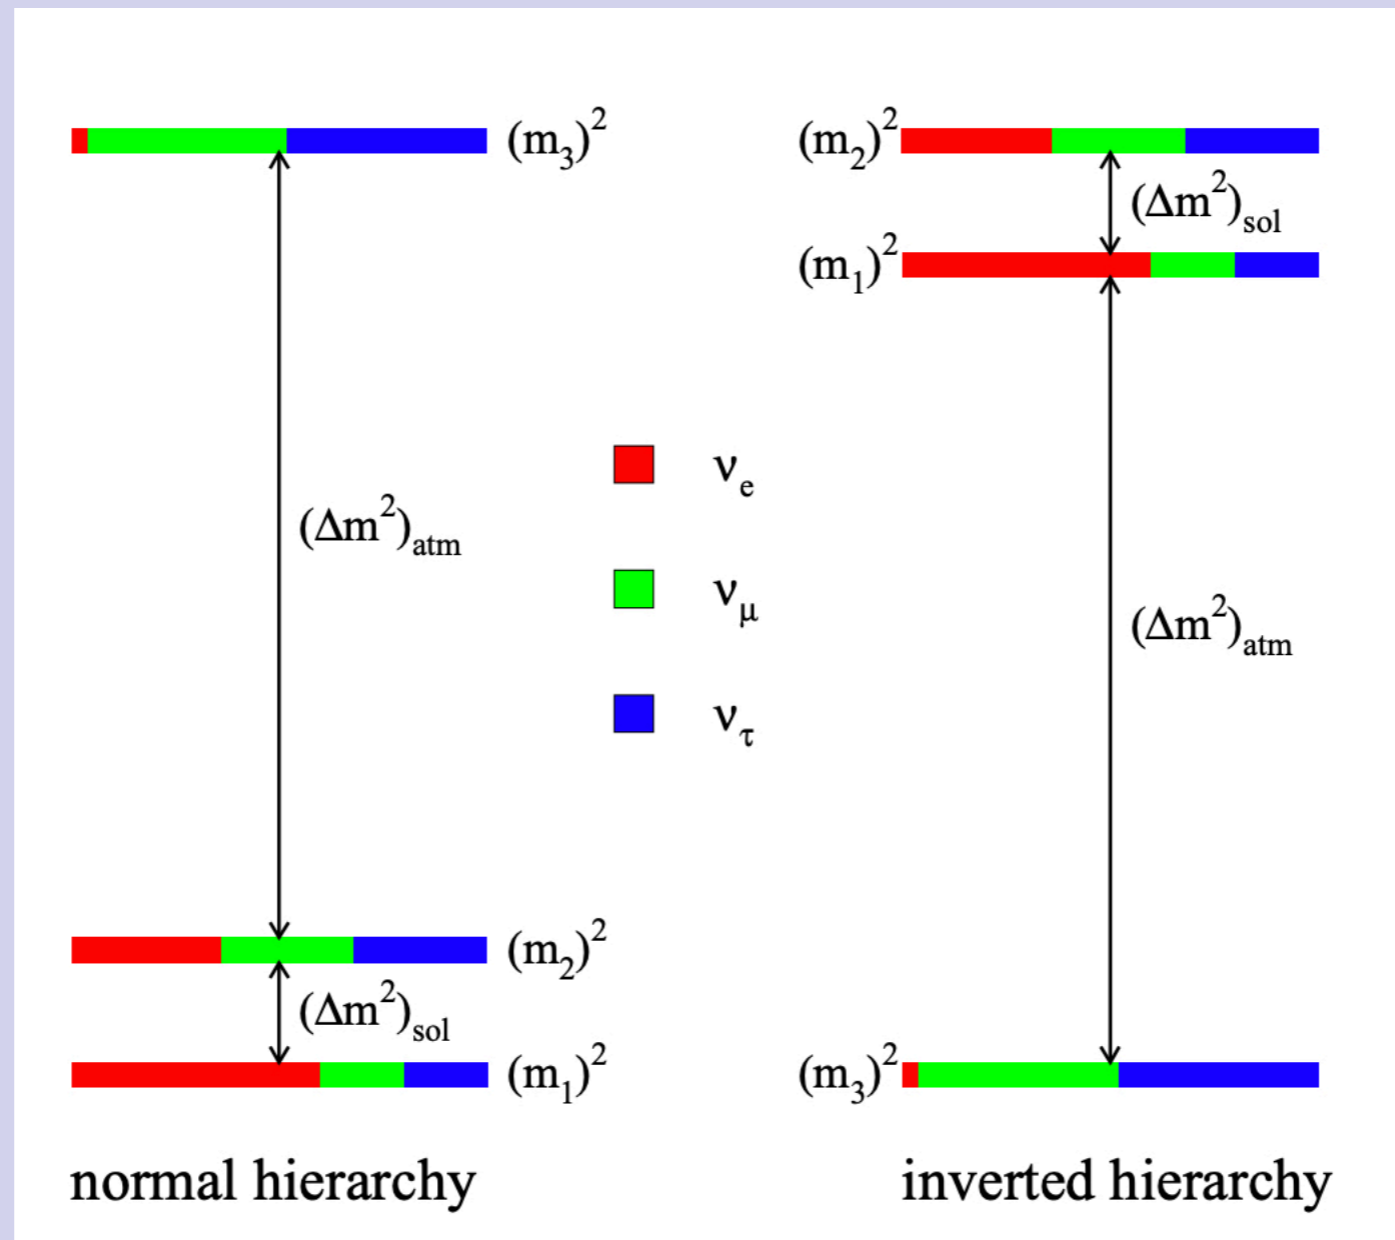 (m₃)²
(Δm²)atm
(m₂)²
(Δm²)sol
(m₁)²
normal hierarchy
νe
νμ
ντ
(m₂)²
(Δm²)sol
(m₁)²
(Δm²)atm
(m₃)²
inverted hierarchy